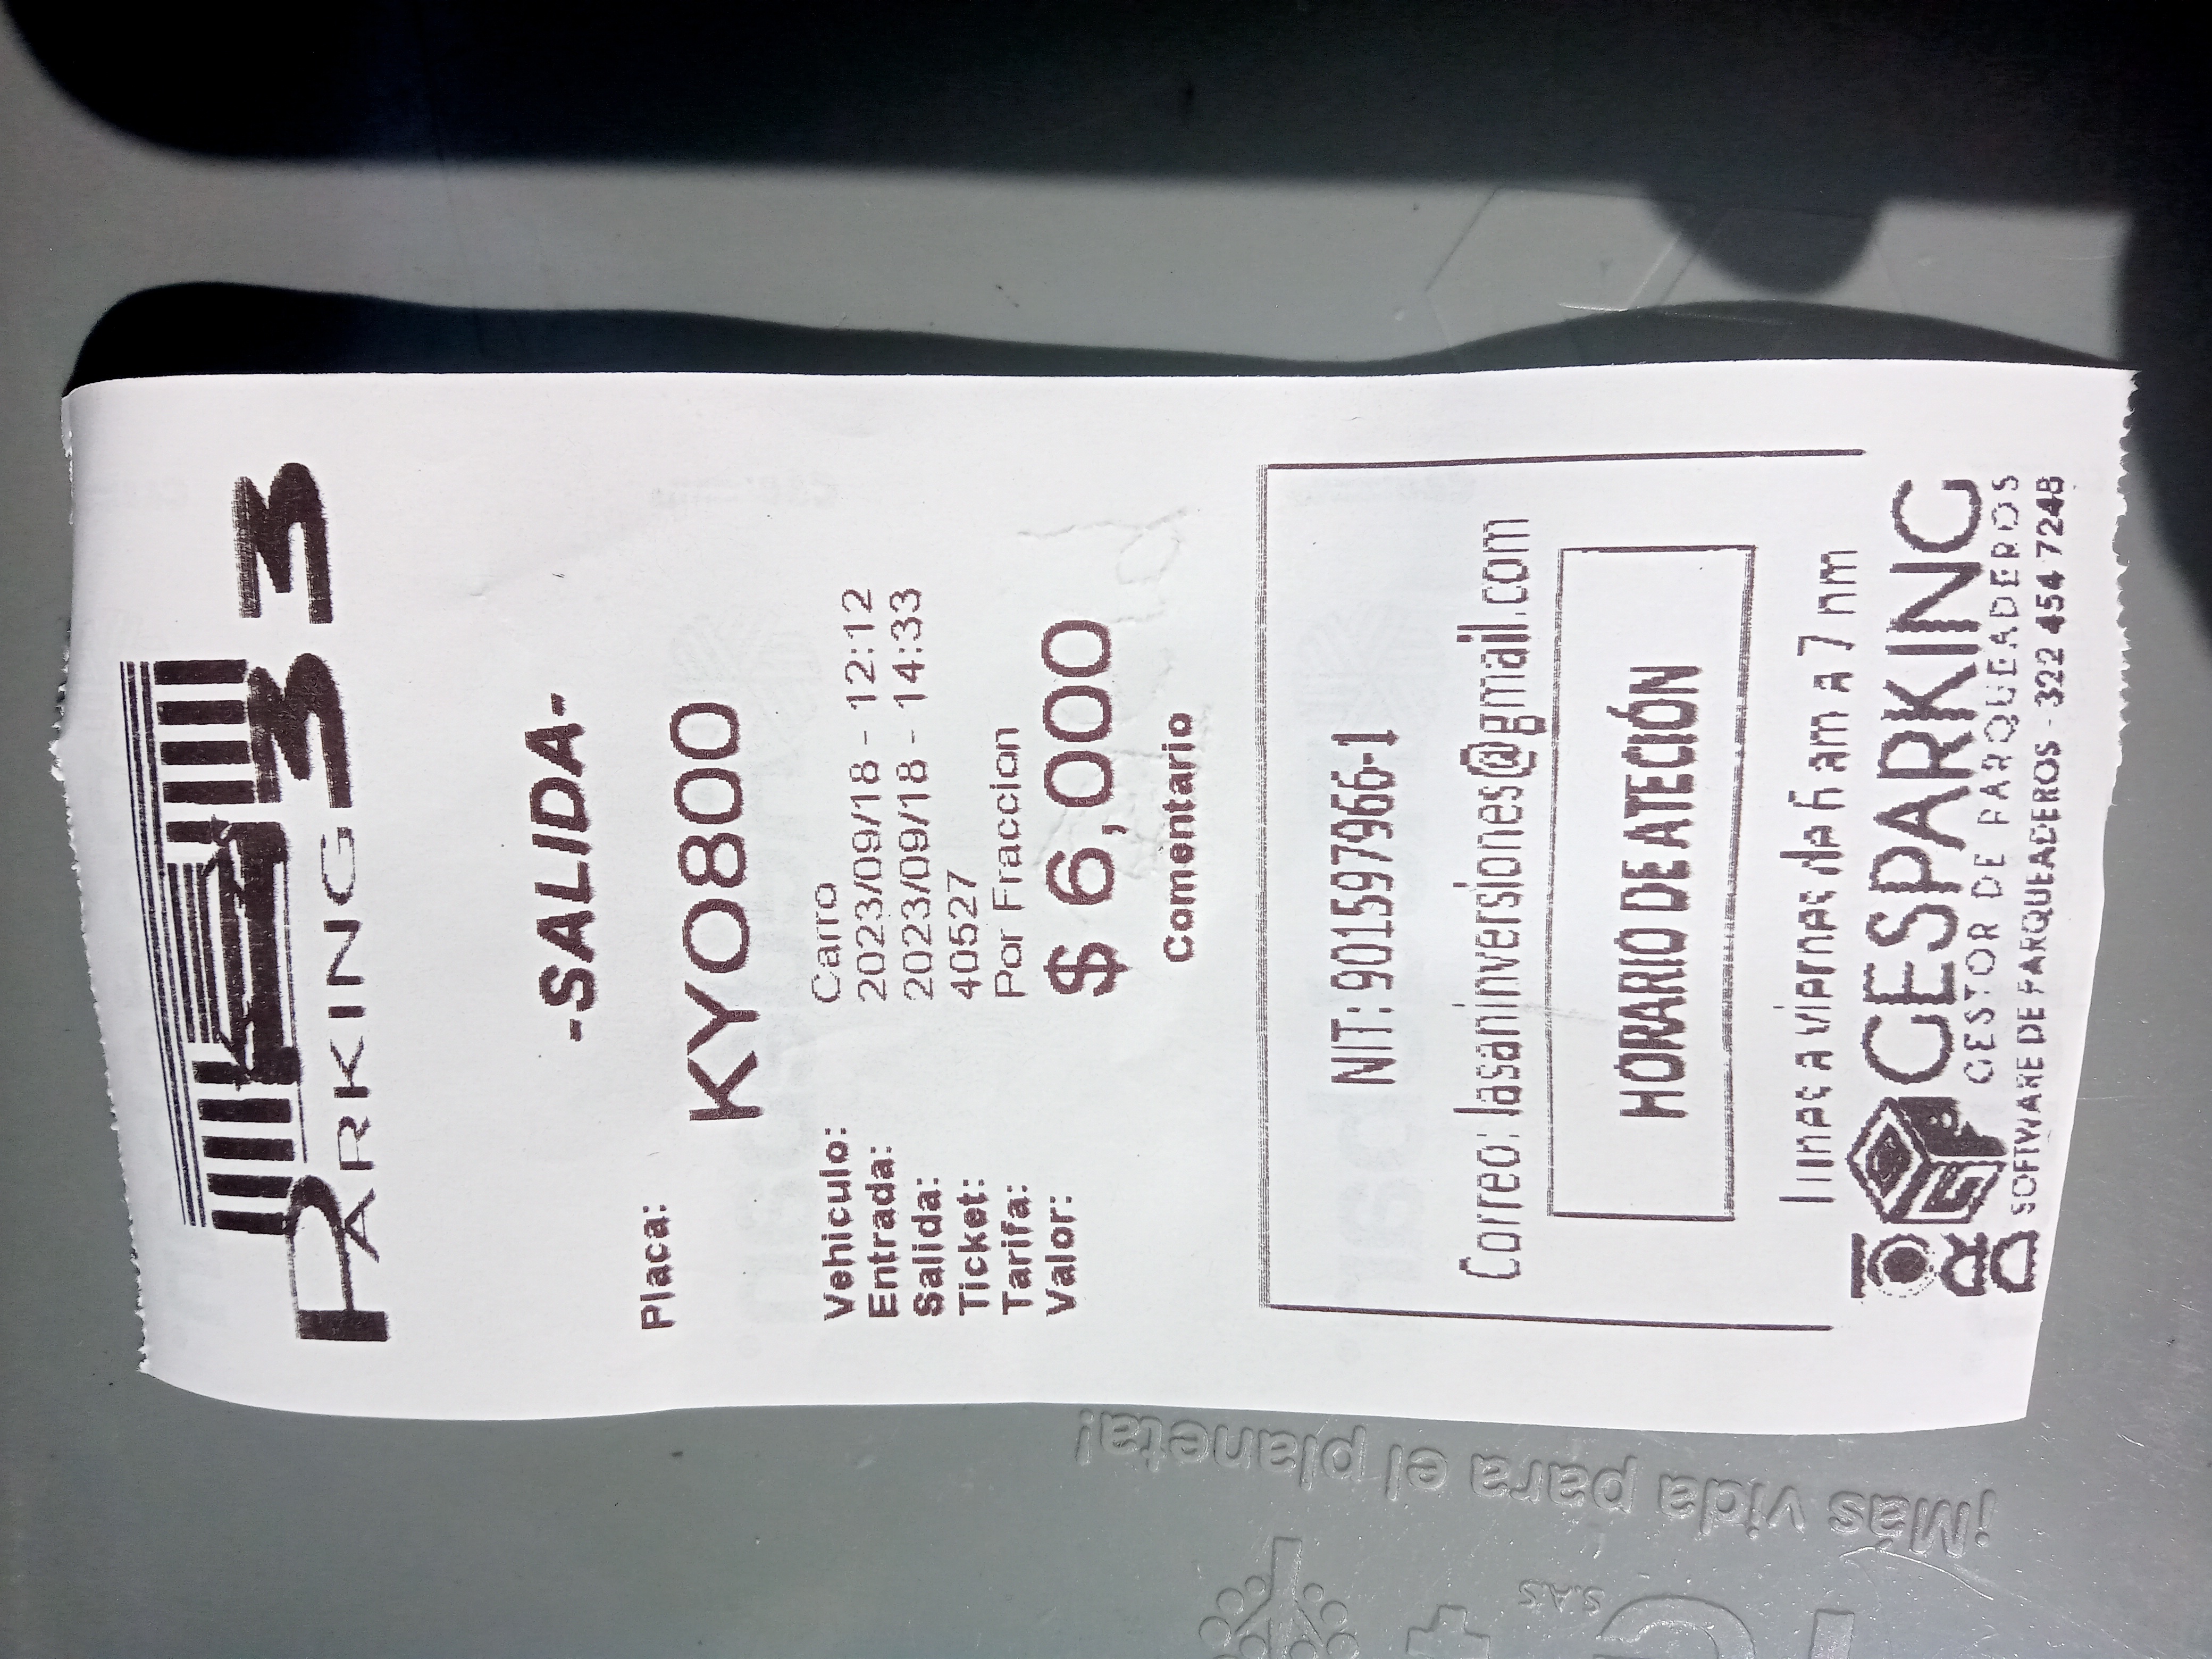 PARKING 33
-SALIDA-
Placa:
KYO800
Vehiculo: Carro
Entrada: 2023/09/18 - 12:12
Salida: 2023/09/18 - 14:33
Ticket: 405527
Tarifa: Por Fraccion
Valor: $ 6,000
Comentario
NIT: 901597966-1
Correo: lasaninversiones@gmail.com
HORARIO DE ATECIÓN
lunes a viernes de 6 am a 7 pm
CESPARKING
GESTOR DE PARQUEADEROS
SOFTWARE DE PARQUEADEROS - 322 454 7248
¡Más vida para el planeta!
S.A.S